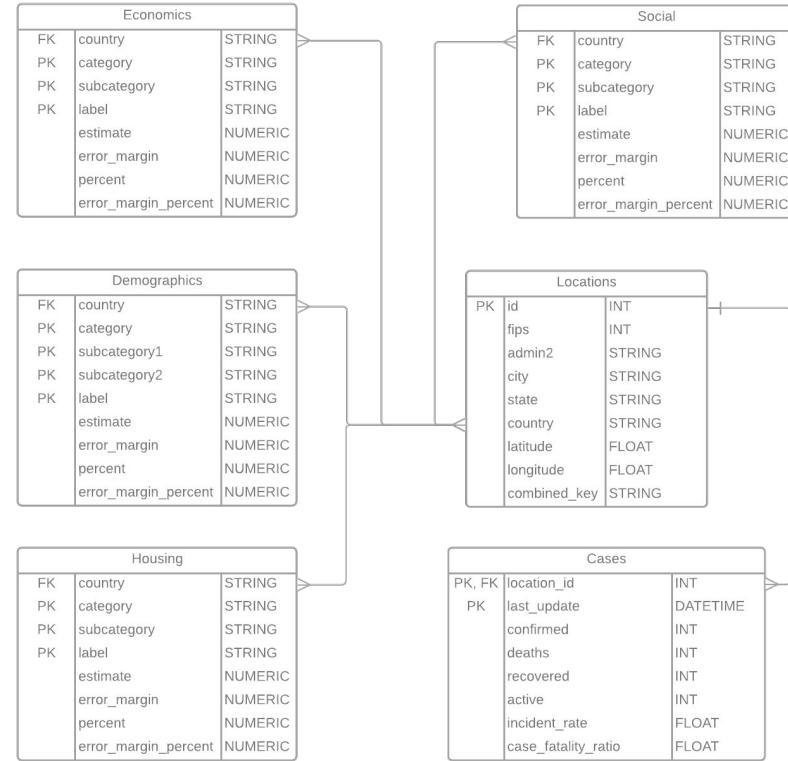 Economics
FK country STRING
PK category STRING
PK subcategory STRING
PK label STRING
estimate NUMERIC
error_margin NUMERIC
percent NUMERIC
error_margin_percent NUMERIC
Social
FK country STRING
PK category STRING
PK subcategory STRING
PK label STRING
estimate NUMERIC
error_margin NUMERIC
percent NUMERIC
error_margin_percent NUMERIC
Demographics
FK country STRING
PK category STRING
PK subcategory1 STRING
PK subcategory2 STRING
PK label STRING
estimate NUMERIC
error_margin NUMERIC
percent NUMERIC
error_margin_percent NUMERIC
Locations
PK id INT
fips INT
admin2 STRING
city STRING
state STRING
country STRING
latitude FLOAT
longitude FLOAT
combined_key STRING
Housing
FK country STRING
PK category STRING
PK subcategory STRING
PK label STRING
estimate NUMERIC
error_margin NUMERIC
percent NUMERIC
error_margin_percent NUMERIC
Cases
PK, FK location_id INT
PK last_update DATETIME
confirmed INT
deaths INT
recovered INT
active INT
incident_rate FLOAT
case_fatality_ratio FLOAT